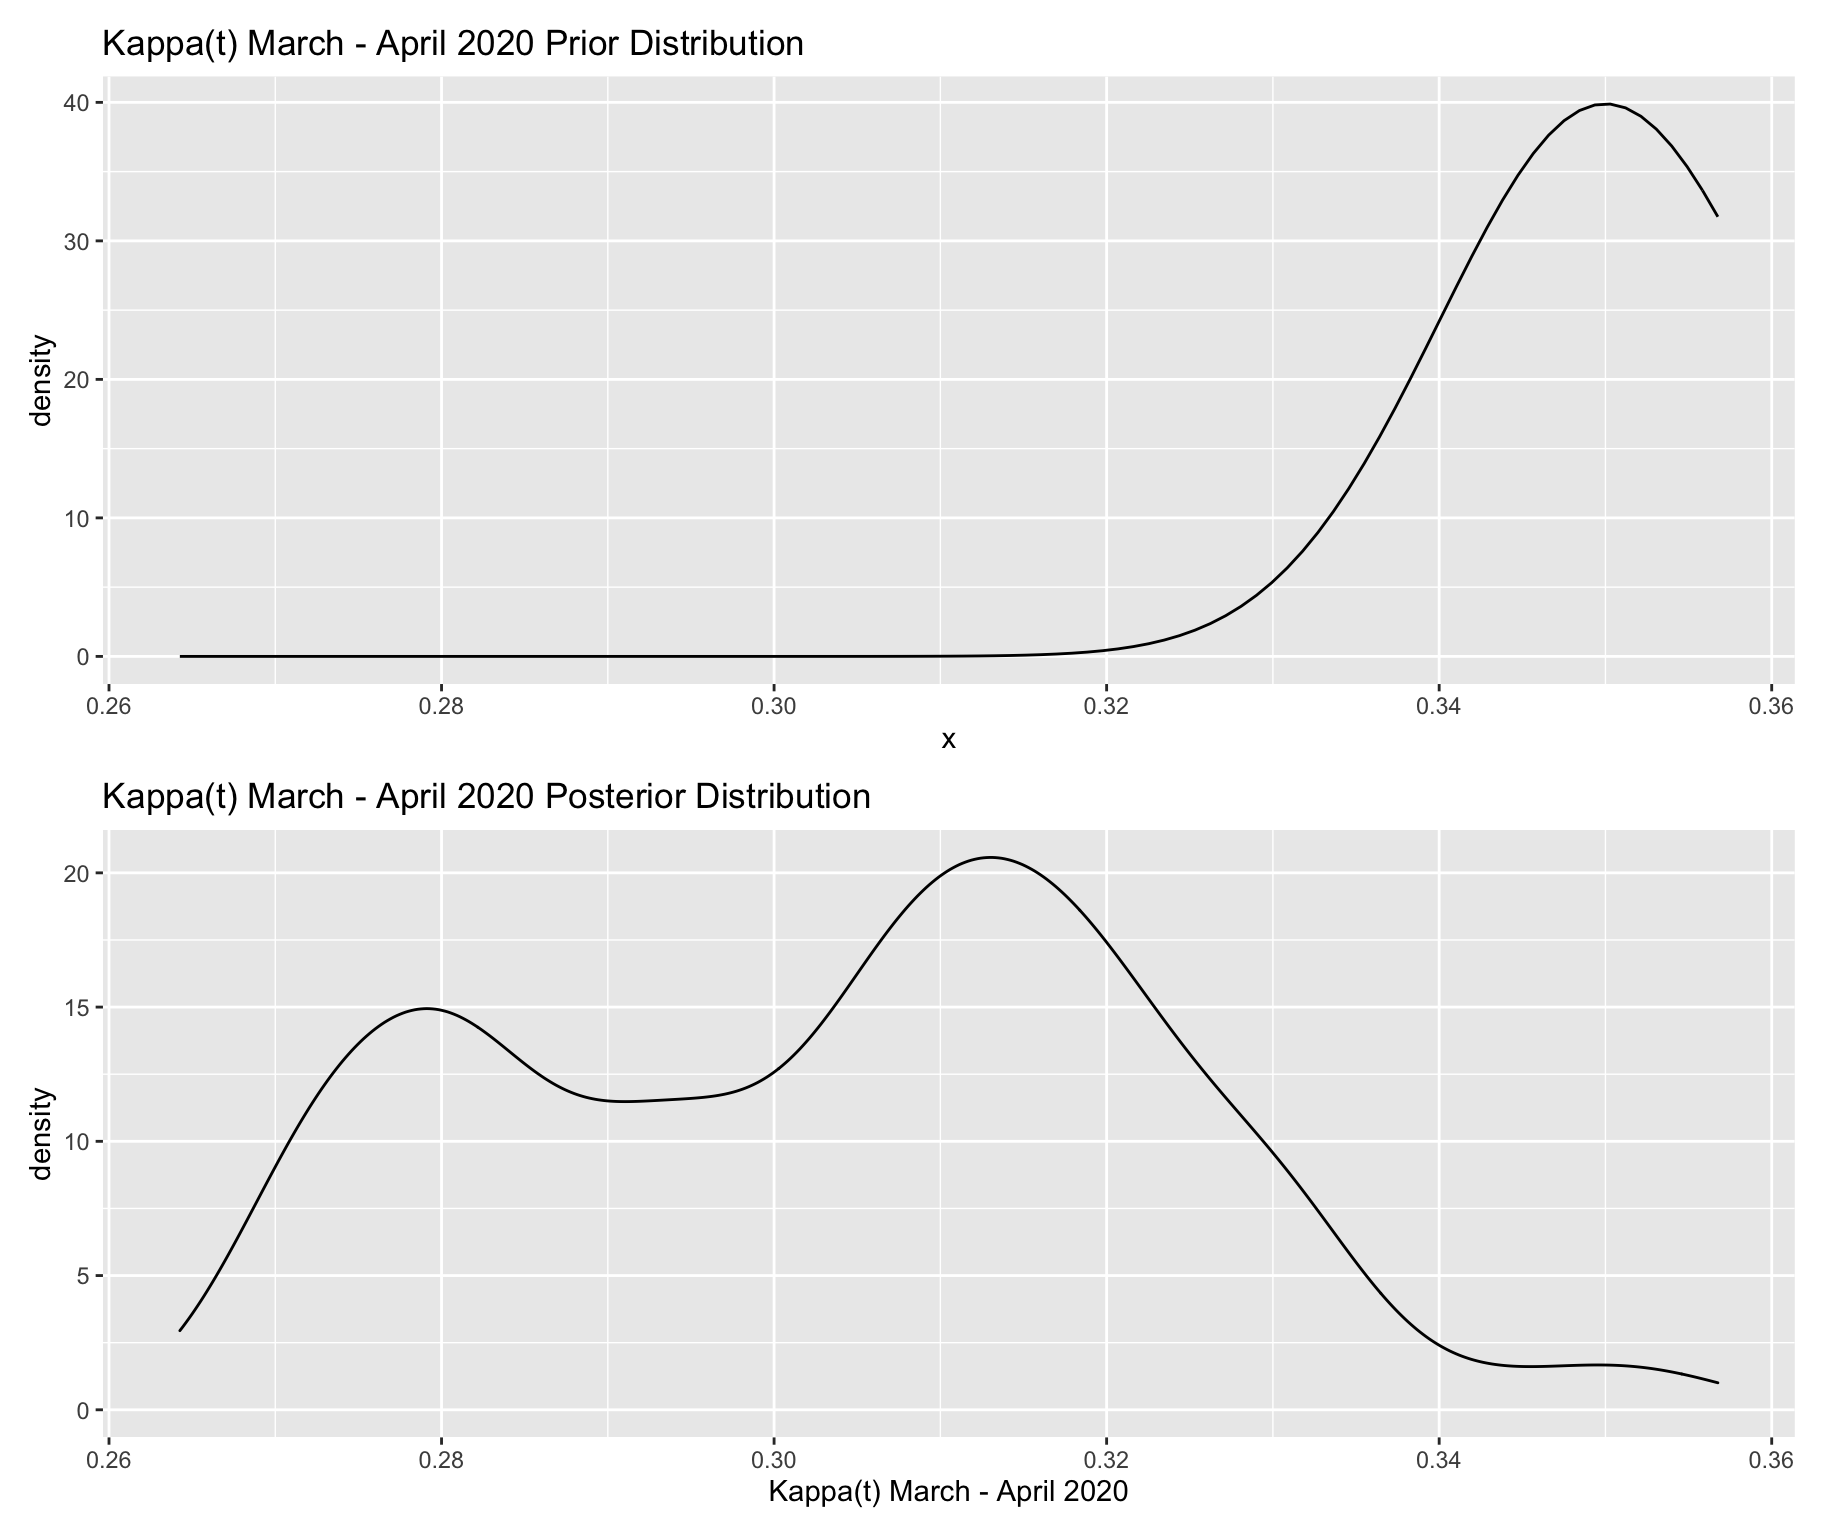 Kappa(t) March - April 2020 Prior Distribution
40
30
20
10
0
density
0.26 0.28 0.30 0.32 0.34 0.36
x
Kappa(t) March - April 2020 Posterior Distribution
20
15
10
5
0
density
0.26 0.28 0.30 0.32 0.34 0.36
Kappa(t) March - April 2020